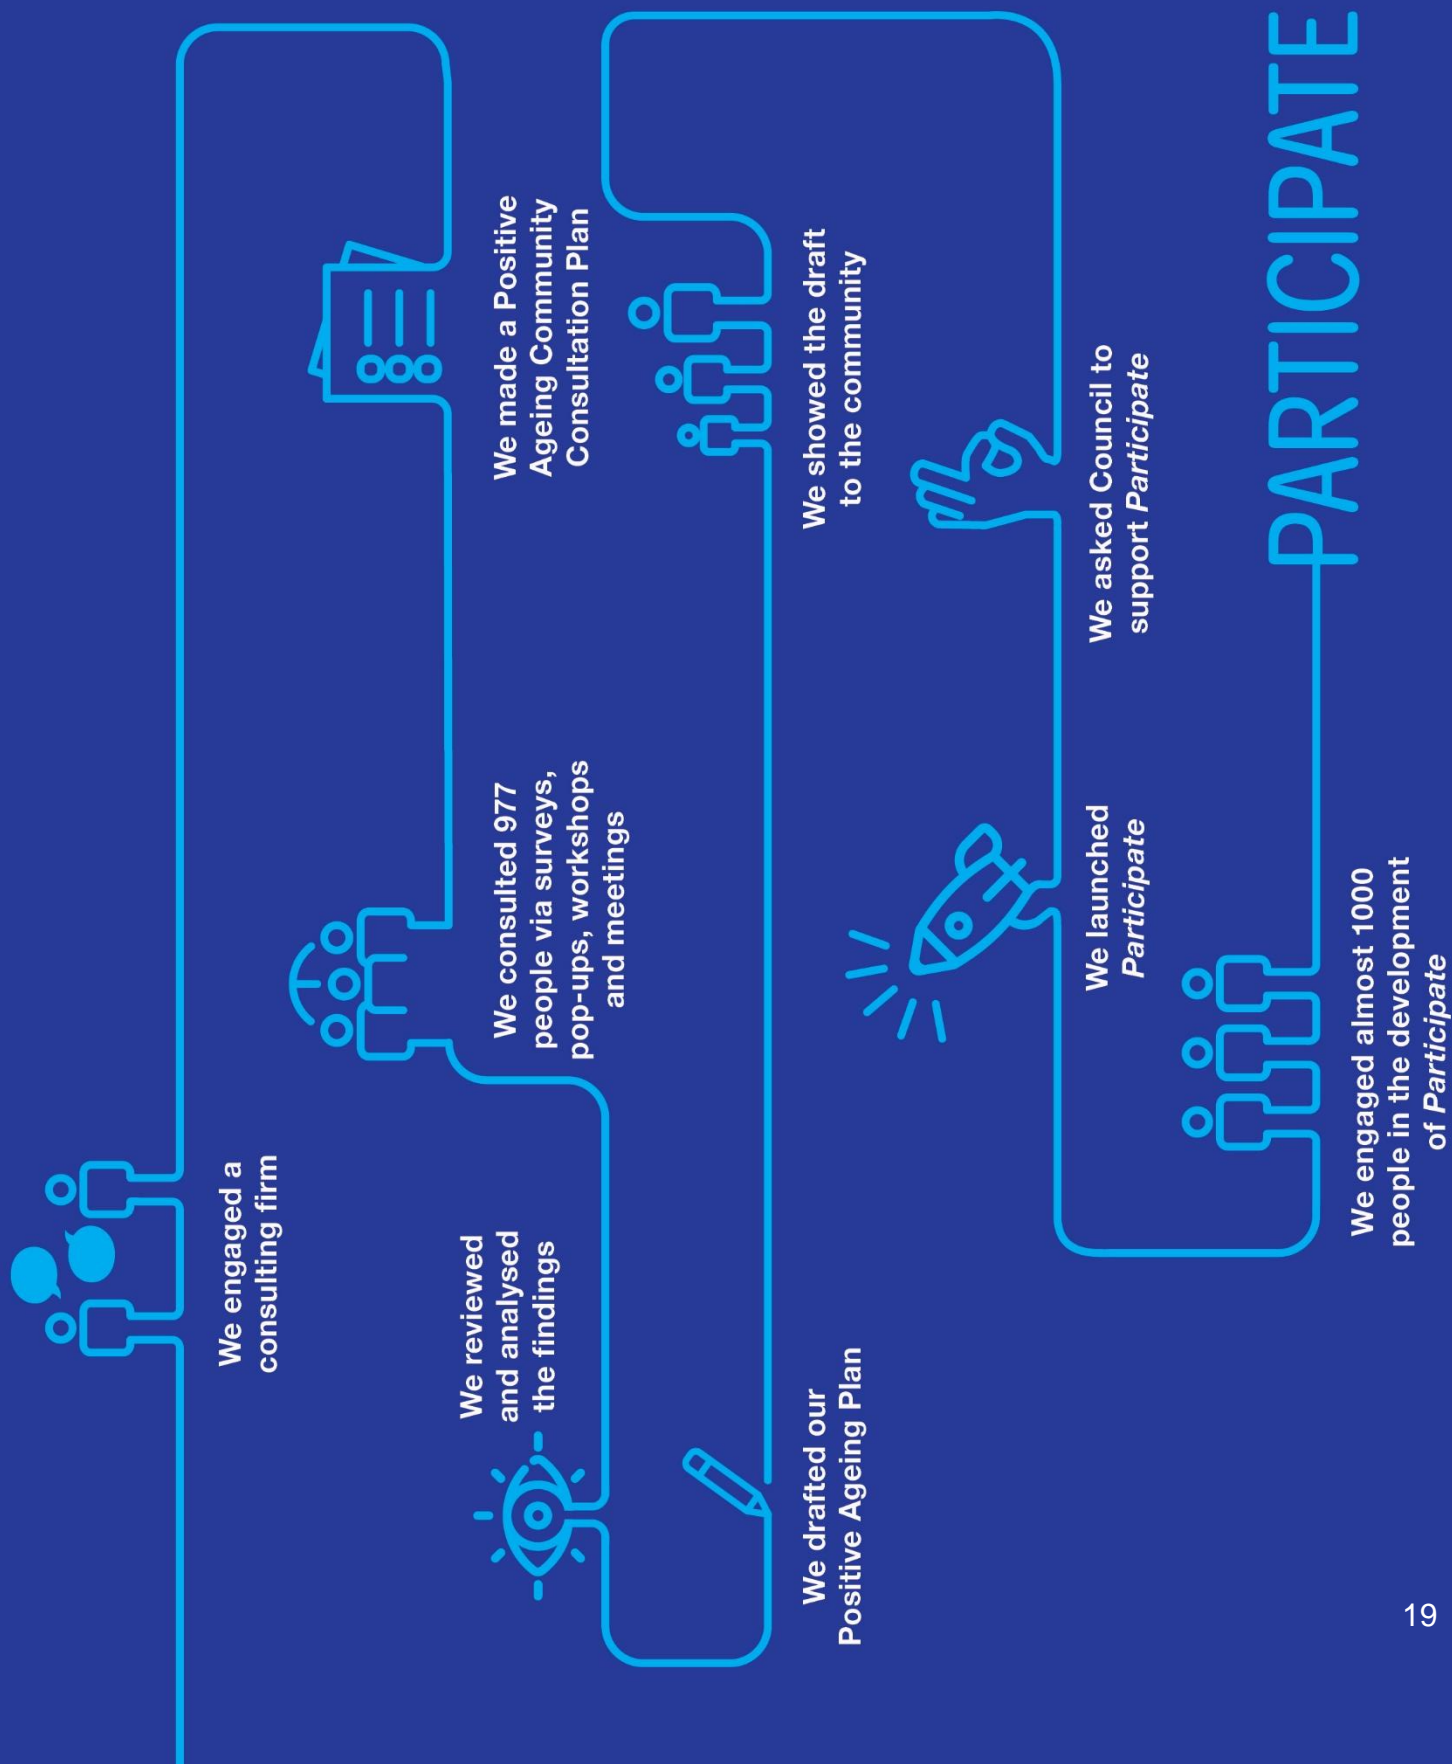 We engaged a
consulting firm
We made a Positive
Ageing Community
Consultation Plan
We consulted 977
people via surveys,
pop-ups, workshops
and meetings
We reviewed
and analysed
the findings
We drafted our
Positive Ageing Plan
We showed the draft
to the community
We asked Council to
support Participate
We launched
Participate
We engaged almost 1000
people in the development
of Participate
PARTICIPATE
19